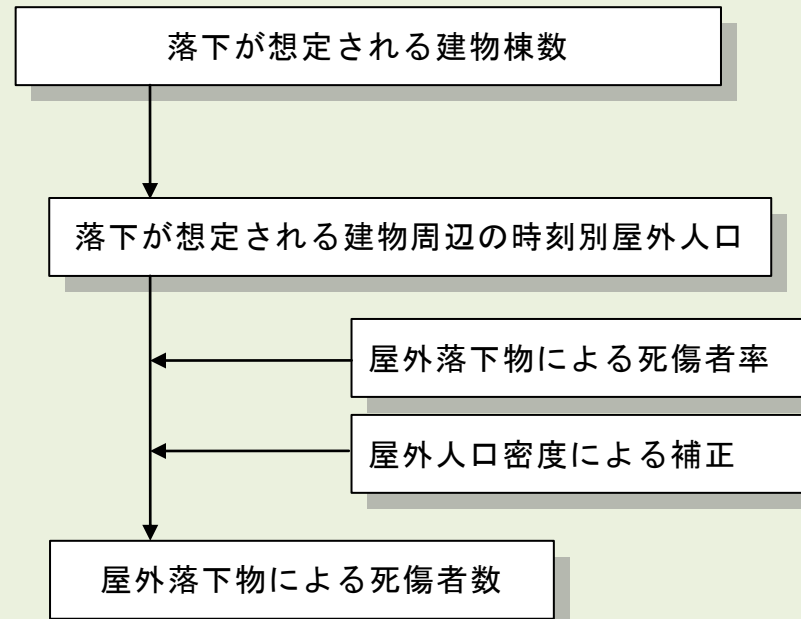 落下が想定される建物棟数
落下が想定される建物周辺の時刻別屋外人口
屋外落下物による死傷者率
屋外人口密度による補正
屋外落下物による死傷者数